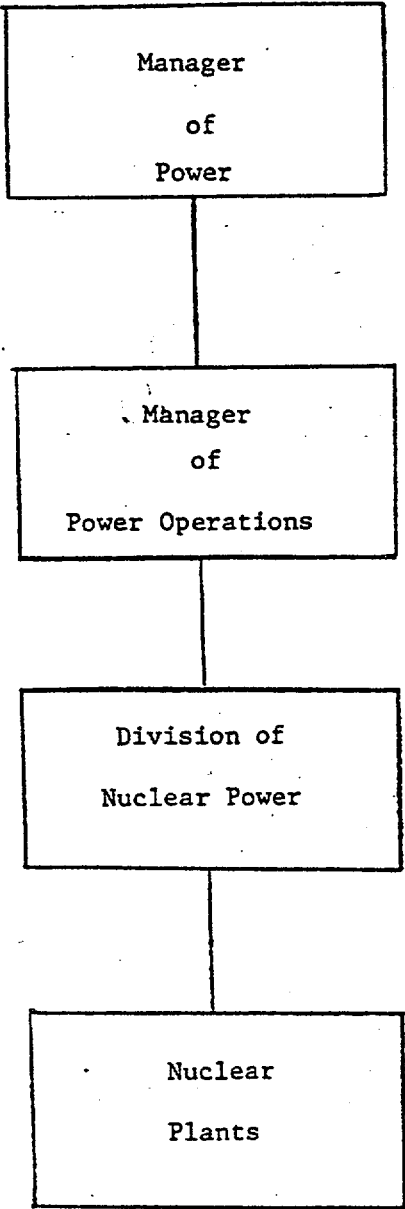 Manager
of
Power
Manager
of
Power Operations
Division of
Nuclear Power
Nuclear
Plants